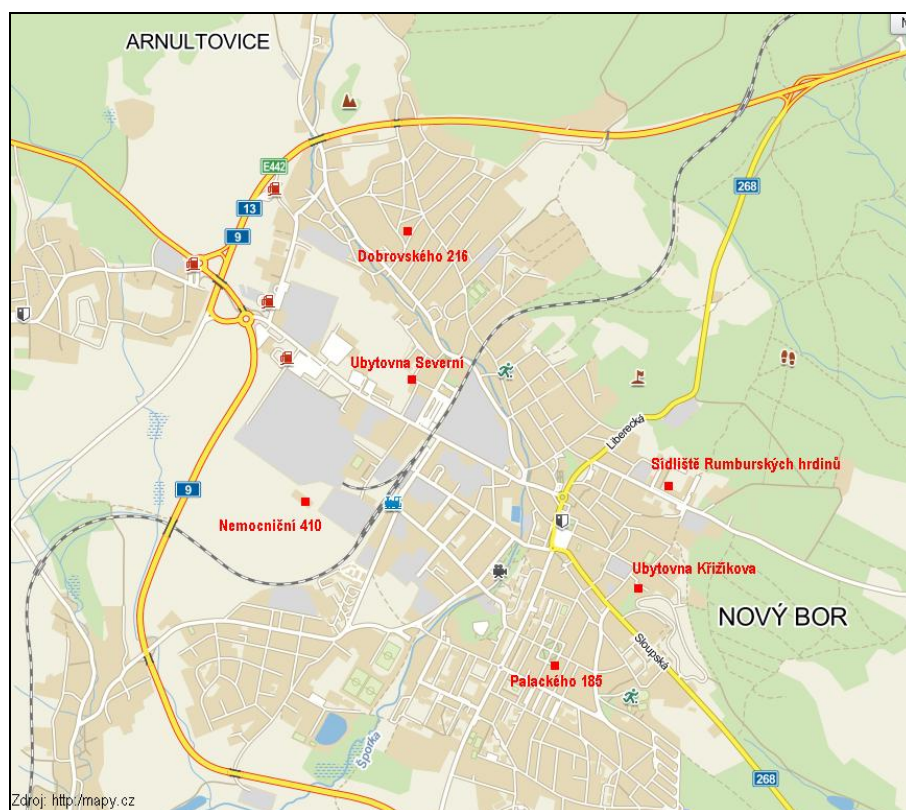 ARNULTOVICE
N
E442
13
9
268
Dobrovského 216
Ubytovna Severní
Liberecká
Sídliště Rumburských hrdinů
9
Nemocniční 410
Ubytovna Křižíkova
NOVÝ BOR
Sloupská
Palackého 185
Šporka
268
Zdroj: http:/mapy.cz